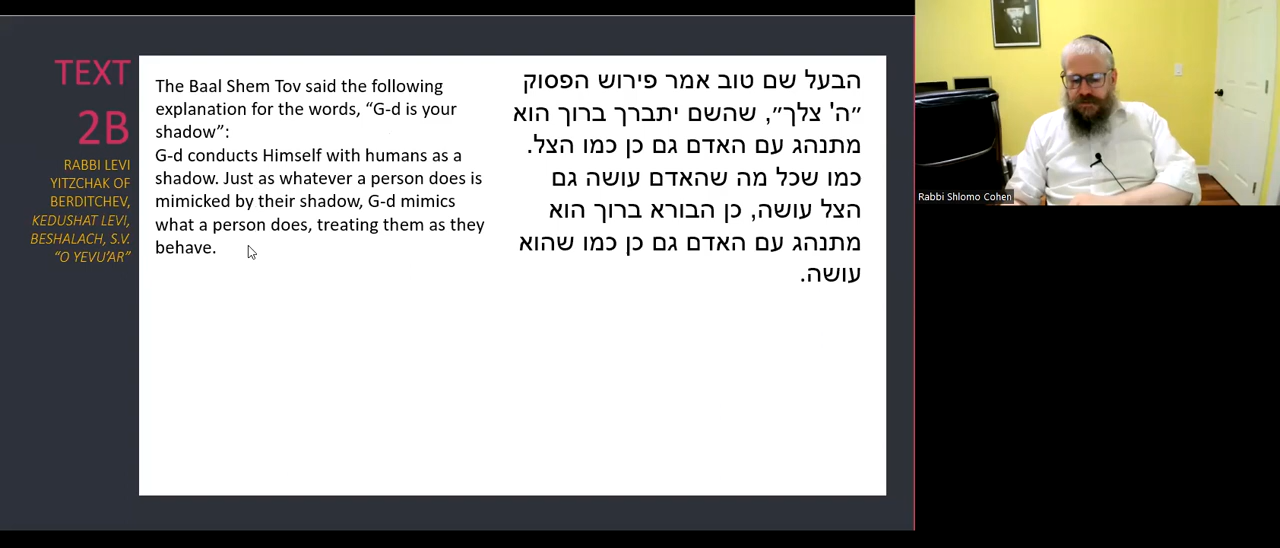 TEXT
2B
RABBI LEVI
YITZCHAK OF
BERDITCHEV,
KEDUSHAT LEVI,
BESHALACH, S.V.
“O YEVU’AR”
The Baal Shem Tov said the following
explanation for the words, “G-d is your
shadow”:
G-d conducts Himself with humans as a
shadow. Just as whatever a person does is
mimicked by their shadow, G-d mimics
what a person does, treating them as they
behave.
הבעל שם טוב אמר פירוש הפסוק
״ה' צלך״, שהשם יתברך ברוך הוא
מתנהג עם האדם גם כן כמו הצל.
כמו שכל מה שהאדם עושה גם
הצל עושה, כן הבורא ברוך הוא
מתנהג עם האדם גם כן כמו שהוא
עושה.
Rabbi Shlomo Cohen